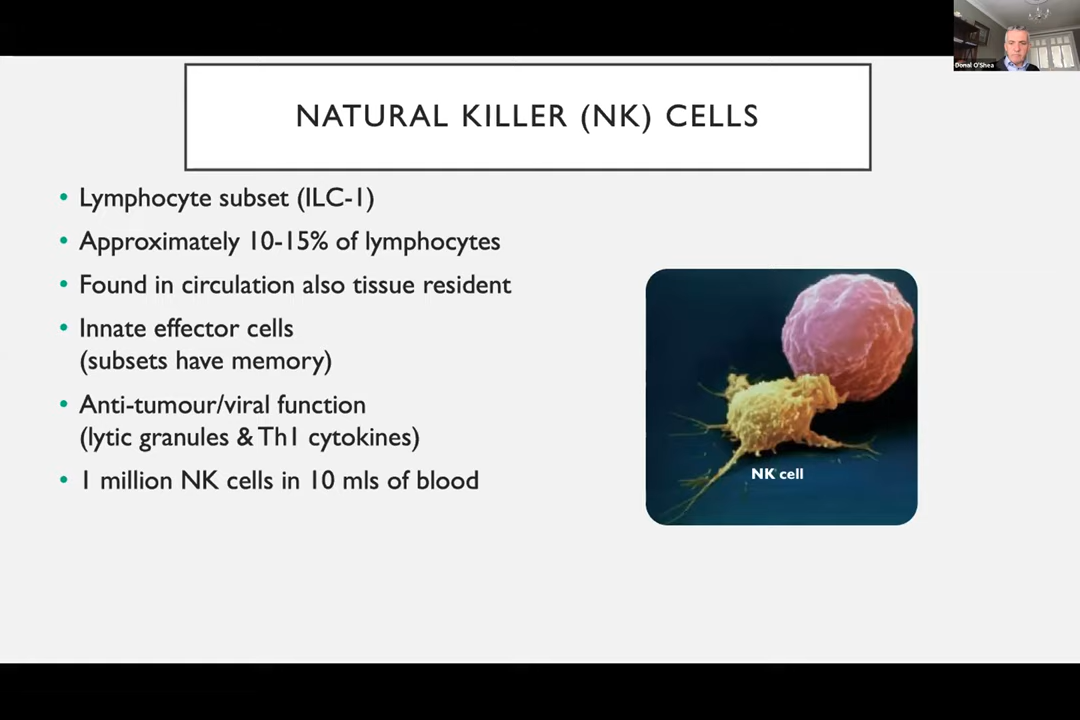 NATURAL KILLER (NK) CELLS
• Lymphocyte subset (ILC-1)
• Approximately 10-15% of lymphocytes
• Found in circulation also tissue resident
• Innate effector cells
(subsets have memory)
• Anti-tumour/viral function
(lytic granules & Th1 cytokines)
• 1 million NK cells in 10 mls of blood
NK cell
Donal O'Shea